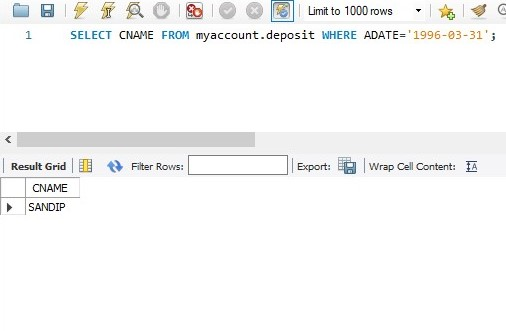 Limit to 1000 rows
1 SELECT CNAME FROM myaccount.deposit WHERE ADATE='1996-03-31';
Result Grid Filter Rows: Export: Wrap Cell Content: IA
CNAME
SANDIP